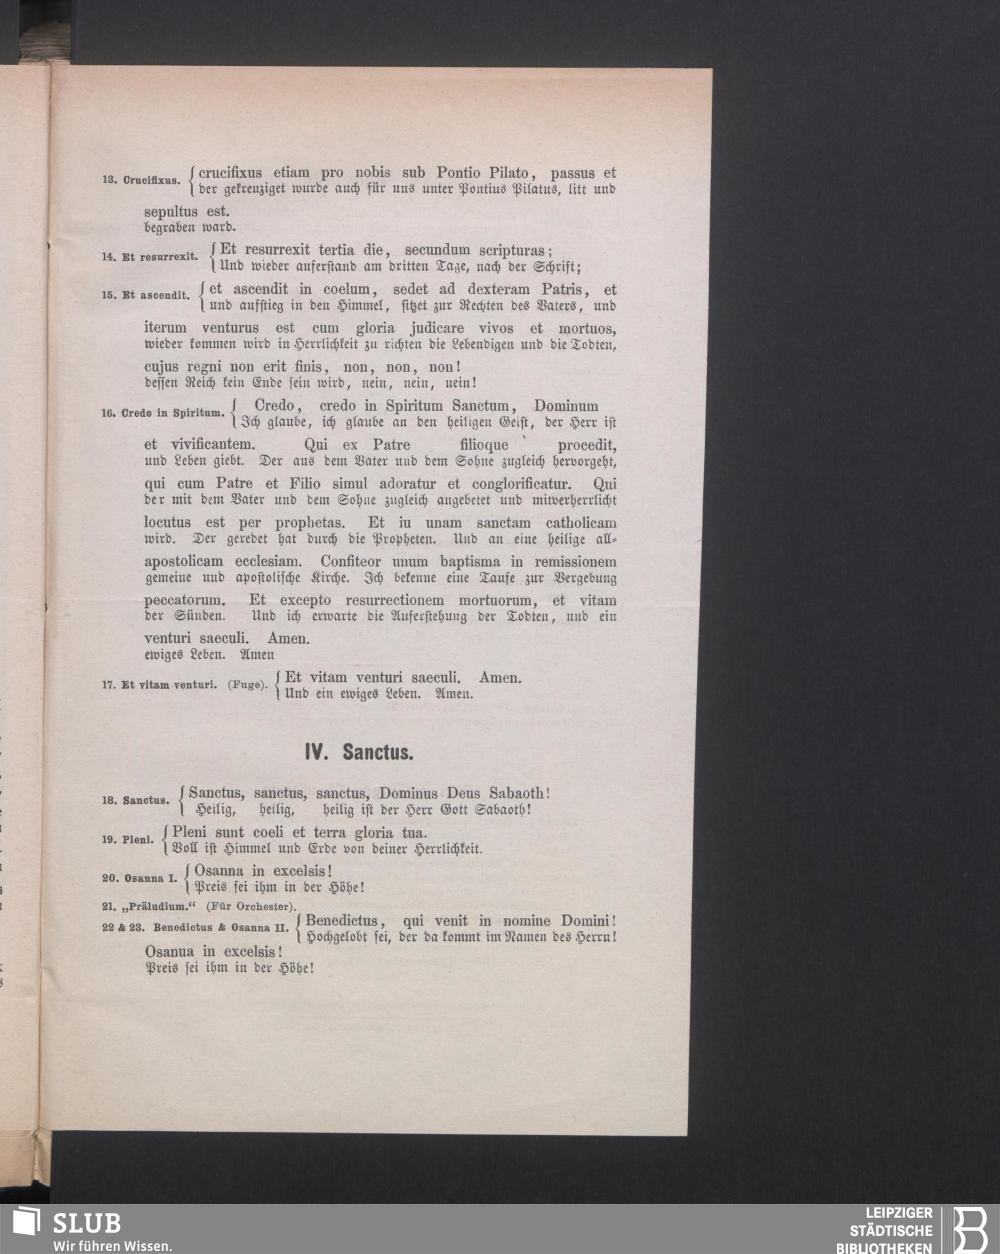 13. Crucifixus. { crucifixus etiam pro nobis sub Pontio Pilato, passus et
der gekreuziget wurde auch für uns unter Pontius Pilatus, litt und
sepultus est.
begraben ward.
14. Et resurrexit. { Et resurrexit tertia die, secundum scripturas;
Und wieder auferstand am dritten Tage, nach der Schrift;
15. Et ascendit. { et ascendit in coelum, sedet ad dexteram Patris, et
und aufstieg in den Himmel, sitzet zur Rechten des Vaters, und
iterum venturus est cum gloria judicare vivos et mortuos,
wieder kommen wird in Herrlichkeit zu richten die Lebendigen und die Todten,
cujus regni non erit finis, non, non, non!
dessen Reich kein Ende sein wird, nein, nein, nein!
16. Credo in Spiritum. { Credo, credo in Spiritum Sanctum, Dominum
Ich glaube, ich glaube an den heiligen Geist, der Herr ist
et vivificantem. Qui ex Patre filioque procedit,
und Leben giebt. Der aus dem Vater und dem Sohne zugleich hervorgeht,
qui cum Patre et Filio simul adoratur et conglorificatur. Qui
der mit dem Vater und dem Sohne zugleich angebetet und mitverherrlicht
locutus est per prophetas. Et iu unam sanctam catholicam
wird. Der geredet hat durch die Propheten. Und an eine heilige all-
apostolicam ecclesiam. Confiteor unum baptisma in remissionem
gemeine und apostolische Kirche. Ich bekenne eine Taufe zur Vergebung
peccatorum. Et excepto resurrectionem mortuorum, et vitam
der Sünden. Und ich erwarte die Auferstehung der Todten, und ein
venturi saeculi. Amen.
ewiges Leben. Amen
17. Et vitam venturi. (Fuge). { Et vitam venturi saeculi. Amen.
Und ein ewiges Leben. Amen.
IV. Sanctus.
18. Sanctus. { Sanctus, sanctus, sanctus, Dominus Deus Sabaoth!
Heilig, heilig, heilig ist der Herr Gott Sabaoth!
19. Pleni. { Pleni sunt coeli et terra gloria tua.
Voll ist Himmel und Erde von deiner Herrlichkeit.
20. Osanna I. { Osanna in excelsis!
Preis sei ihm in der Höhe!
21. „Präludium.“ (Für Orchester).
22 & 23. Benedictus & Osanna II. { Benedictus, qui venit in nomine Domini!
Hochgelobt sei, der da kommt im Namen des Herrn!
Osanua in excelsis!
Preis sei ihm in der Höhe!
SLUB
Wir führen Wissen.
LEIPZIGER
STÄDTISCHE
BIBLIOTHEKEN